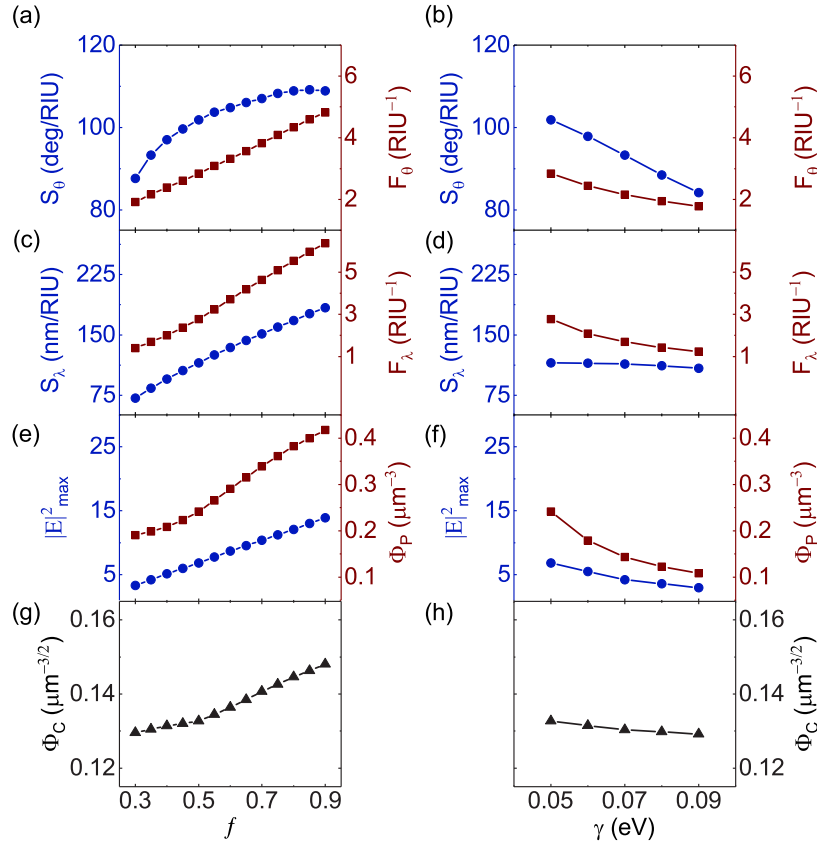 (a)
(b)
120
100
80
S_θ (deg/RIU)
6
4
2
F_θ (RIU⁻¹)
S_θ (deg/RIU)
120
100
80
6
4
2
F_θ (RIU⁻¹)
(c)
(d)
225
150
75
S_λ (nm/RIU)
5
3
1
F_λ (RIU⁻¹)
S_λ (nm/RIU)
225
150
75
5
3
1
F_λ (RIU⁻¹)
(e)
(f)
25
15
5
|E|²_max
0.4
0.3
0.2
0.1
Φ_P (μm⁻³)
|E|²_max
25
15
5
0.4
0.3
0.2
0.1
Φ_P (μm⁻³)
(g)
(h)
0.16
0.14
0.12
Φ_C (μm⁻³ᐟ²)
0.16
0.14
0.12
Φ_C (μm⁻³ᐟ²)
0.3 0.5 0.7 0.9
f
0.05 0.07 0.09
γ (eV)